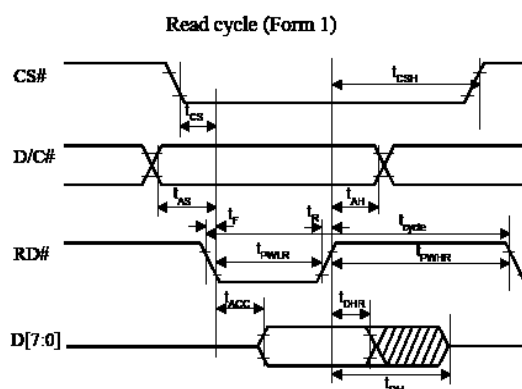 Read cycle (Form 1)
CS#
tCSH
tCS
D/C#
tAS
tAH
tF
tR
tcycle
RD#
tPWLR
tPWHR
tACC
tDHR
D[7:0]